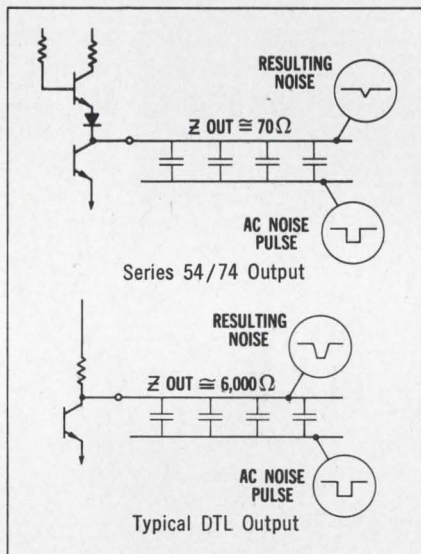 RESULTING
NOISE
Z OUT ≅ 70Ω
AC NOISE
PULSE
Series 54/74 Output
RESULTING
NOISE
Z OUT ≅ 6,000Ω
AC NOISE
PULSE
Typical DTL Output